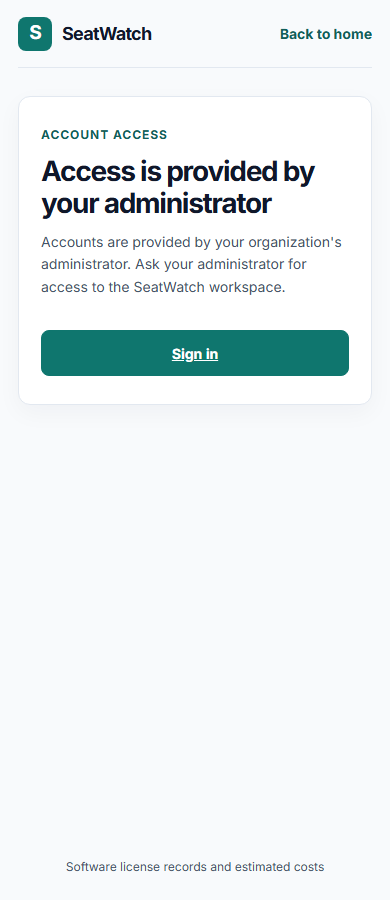 S SeatWatch Back to home
ACCOUNT ACCESS
Access is provided by
your administrator
Accounts are provided by your organization's
administrator. Ask your administrator for
access to the SeatWatch workspace.
Sign in
Software license records and estimated costs